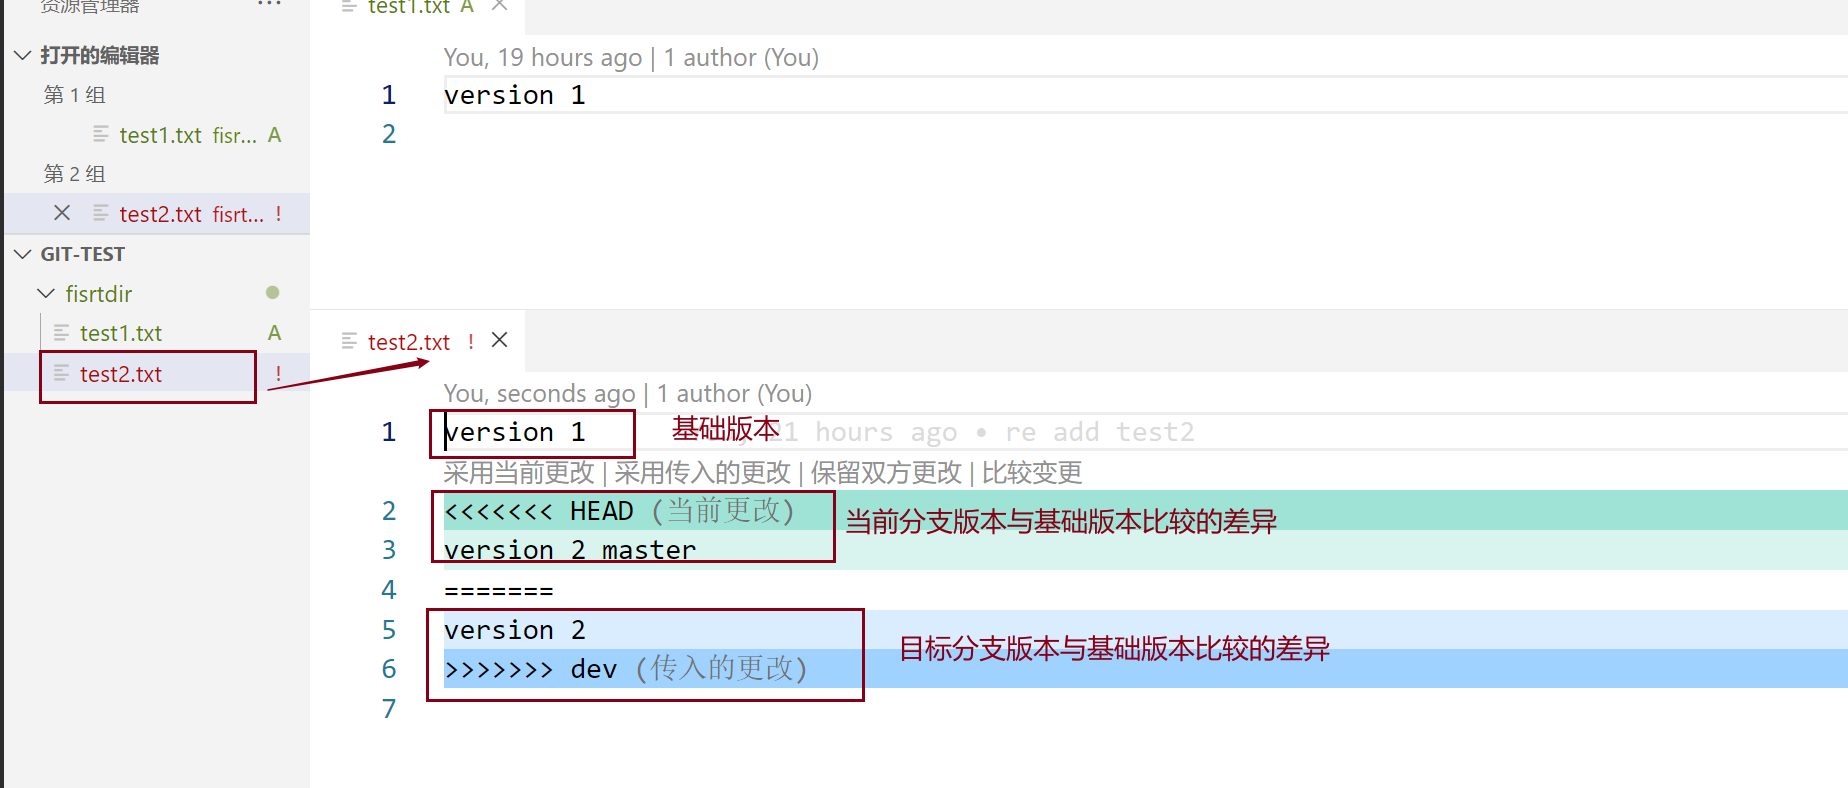 资源管理器 ···
打开的编辑器
第 1 组
test1.txt fisr... A
第 2 组
test2.txt fisrt... !
GIT-TEST
fisrtdir
test1.txt A
test2.txt !
test1.txt A
You, 19 hours ago | 1 author (You)
1 version 1
2
test2.txt !
You, seconds ago | 1 author (You)
1 version 1 基础版本 21 hours ago • re add test2
采用当前更改 | 采用传入的更改 | 保留双方更改 | 比较变更
2 <<<<<<< HEAD (当前更改)
当前分支版本与基础版本比较的差异
3 version 2 master
4 =======
5 version 2
目标分支版本与基础版本比较的差异
6 >>>>>>> dev (传入的更改)
7